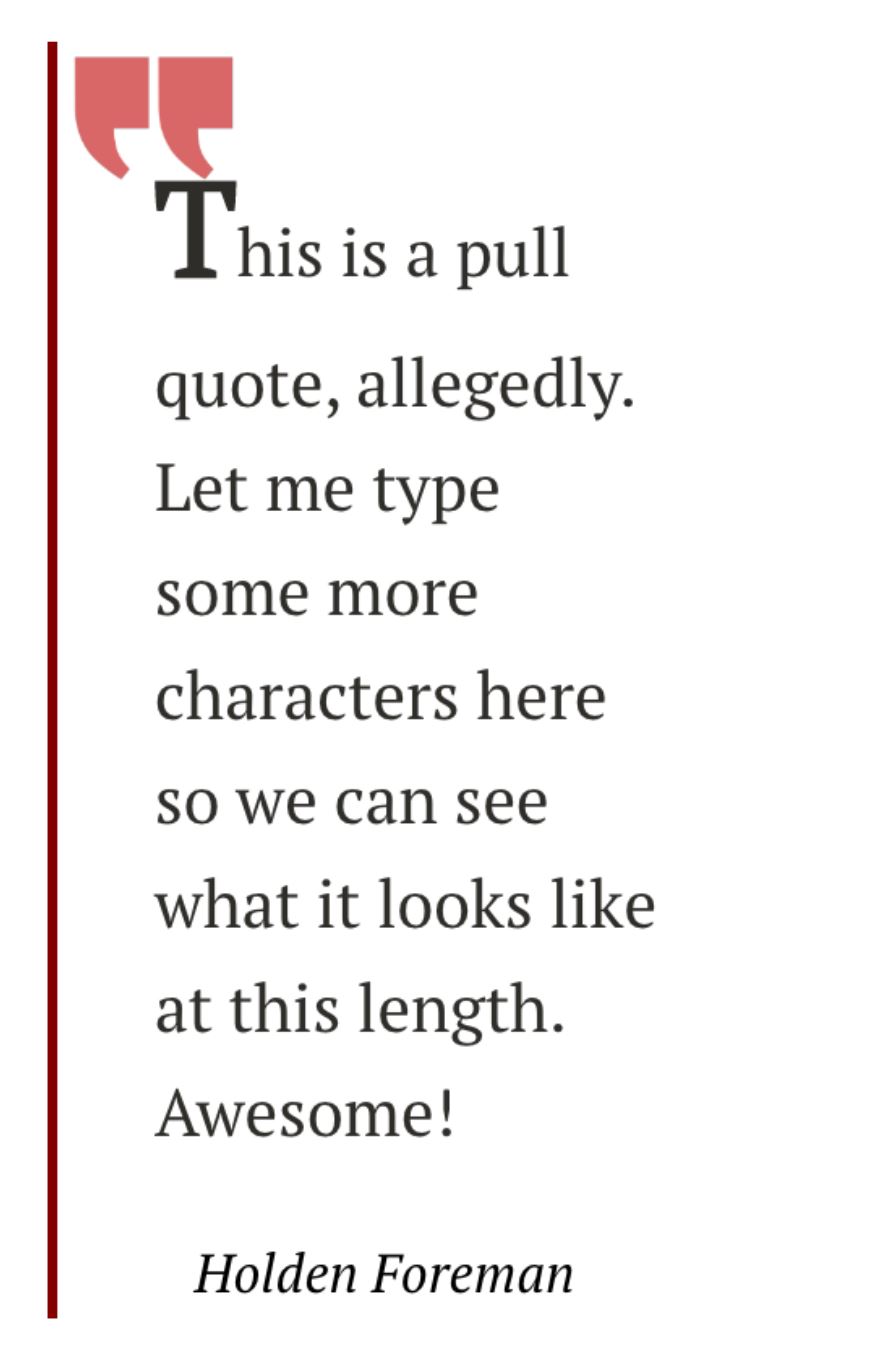 This is a pull
quote, allegedly.
Let me type
some more
characters here
so we can see
what it looks like
at this length.
Awesome!
Holden Foreman